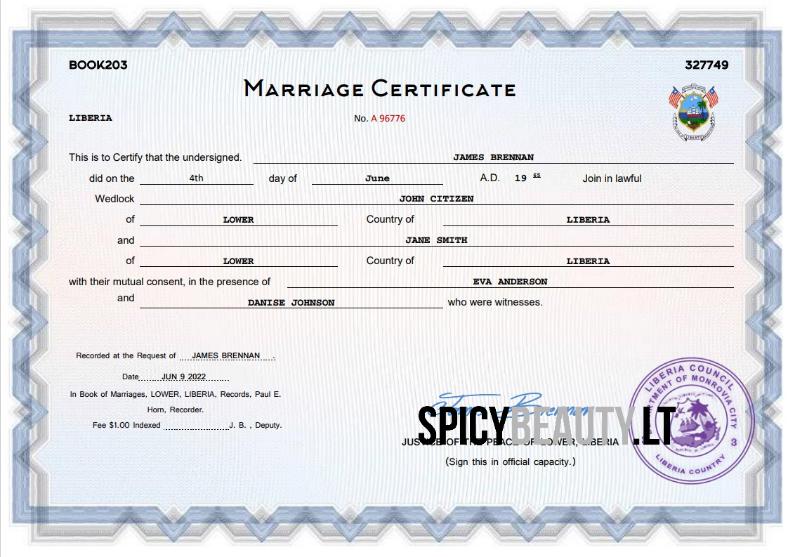 BOOK203 327749
MARRIAGE CERTIFICATE
LIBERIA No. A 96776
This is to Certify that the undersigned. JAMES BRENNAN
did on the 4th day of June A.D. 19 Join in lawful
Wedlock JOHN CITIZEN
of LOWER Country of LIBERIA
and JANE SMITH
of LOWER Country of LIBERIA
with their mutual consent, in the presence of EVA ANDERSON
and DANISE JOHNSON who were witnesses.
Recorded at the Request of JAMES BRENNAN .
Date JUN 9 2022
In Book of Marriages, LOWER, LIBERIA, Records, Paul E.
Horn, Recorder.
Fee $1.00 Indexed J. B. , Deputy.
SPICYBEAUTY.LT
JUSTICE OF THE PEACE OF LOWER, LIBERIA
(Sign this in official capacity.)
LIBERIA COUNCIL
OF MONROVIA CITY
3
LIBERIA COUNTRY